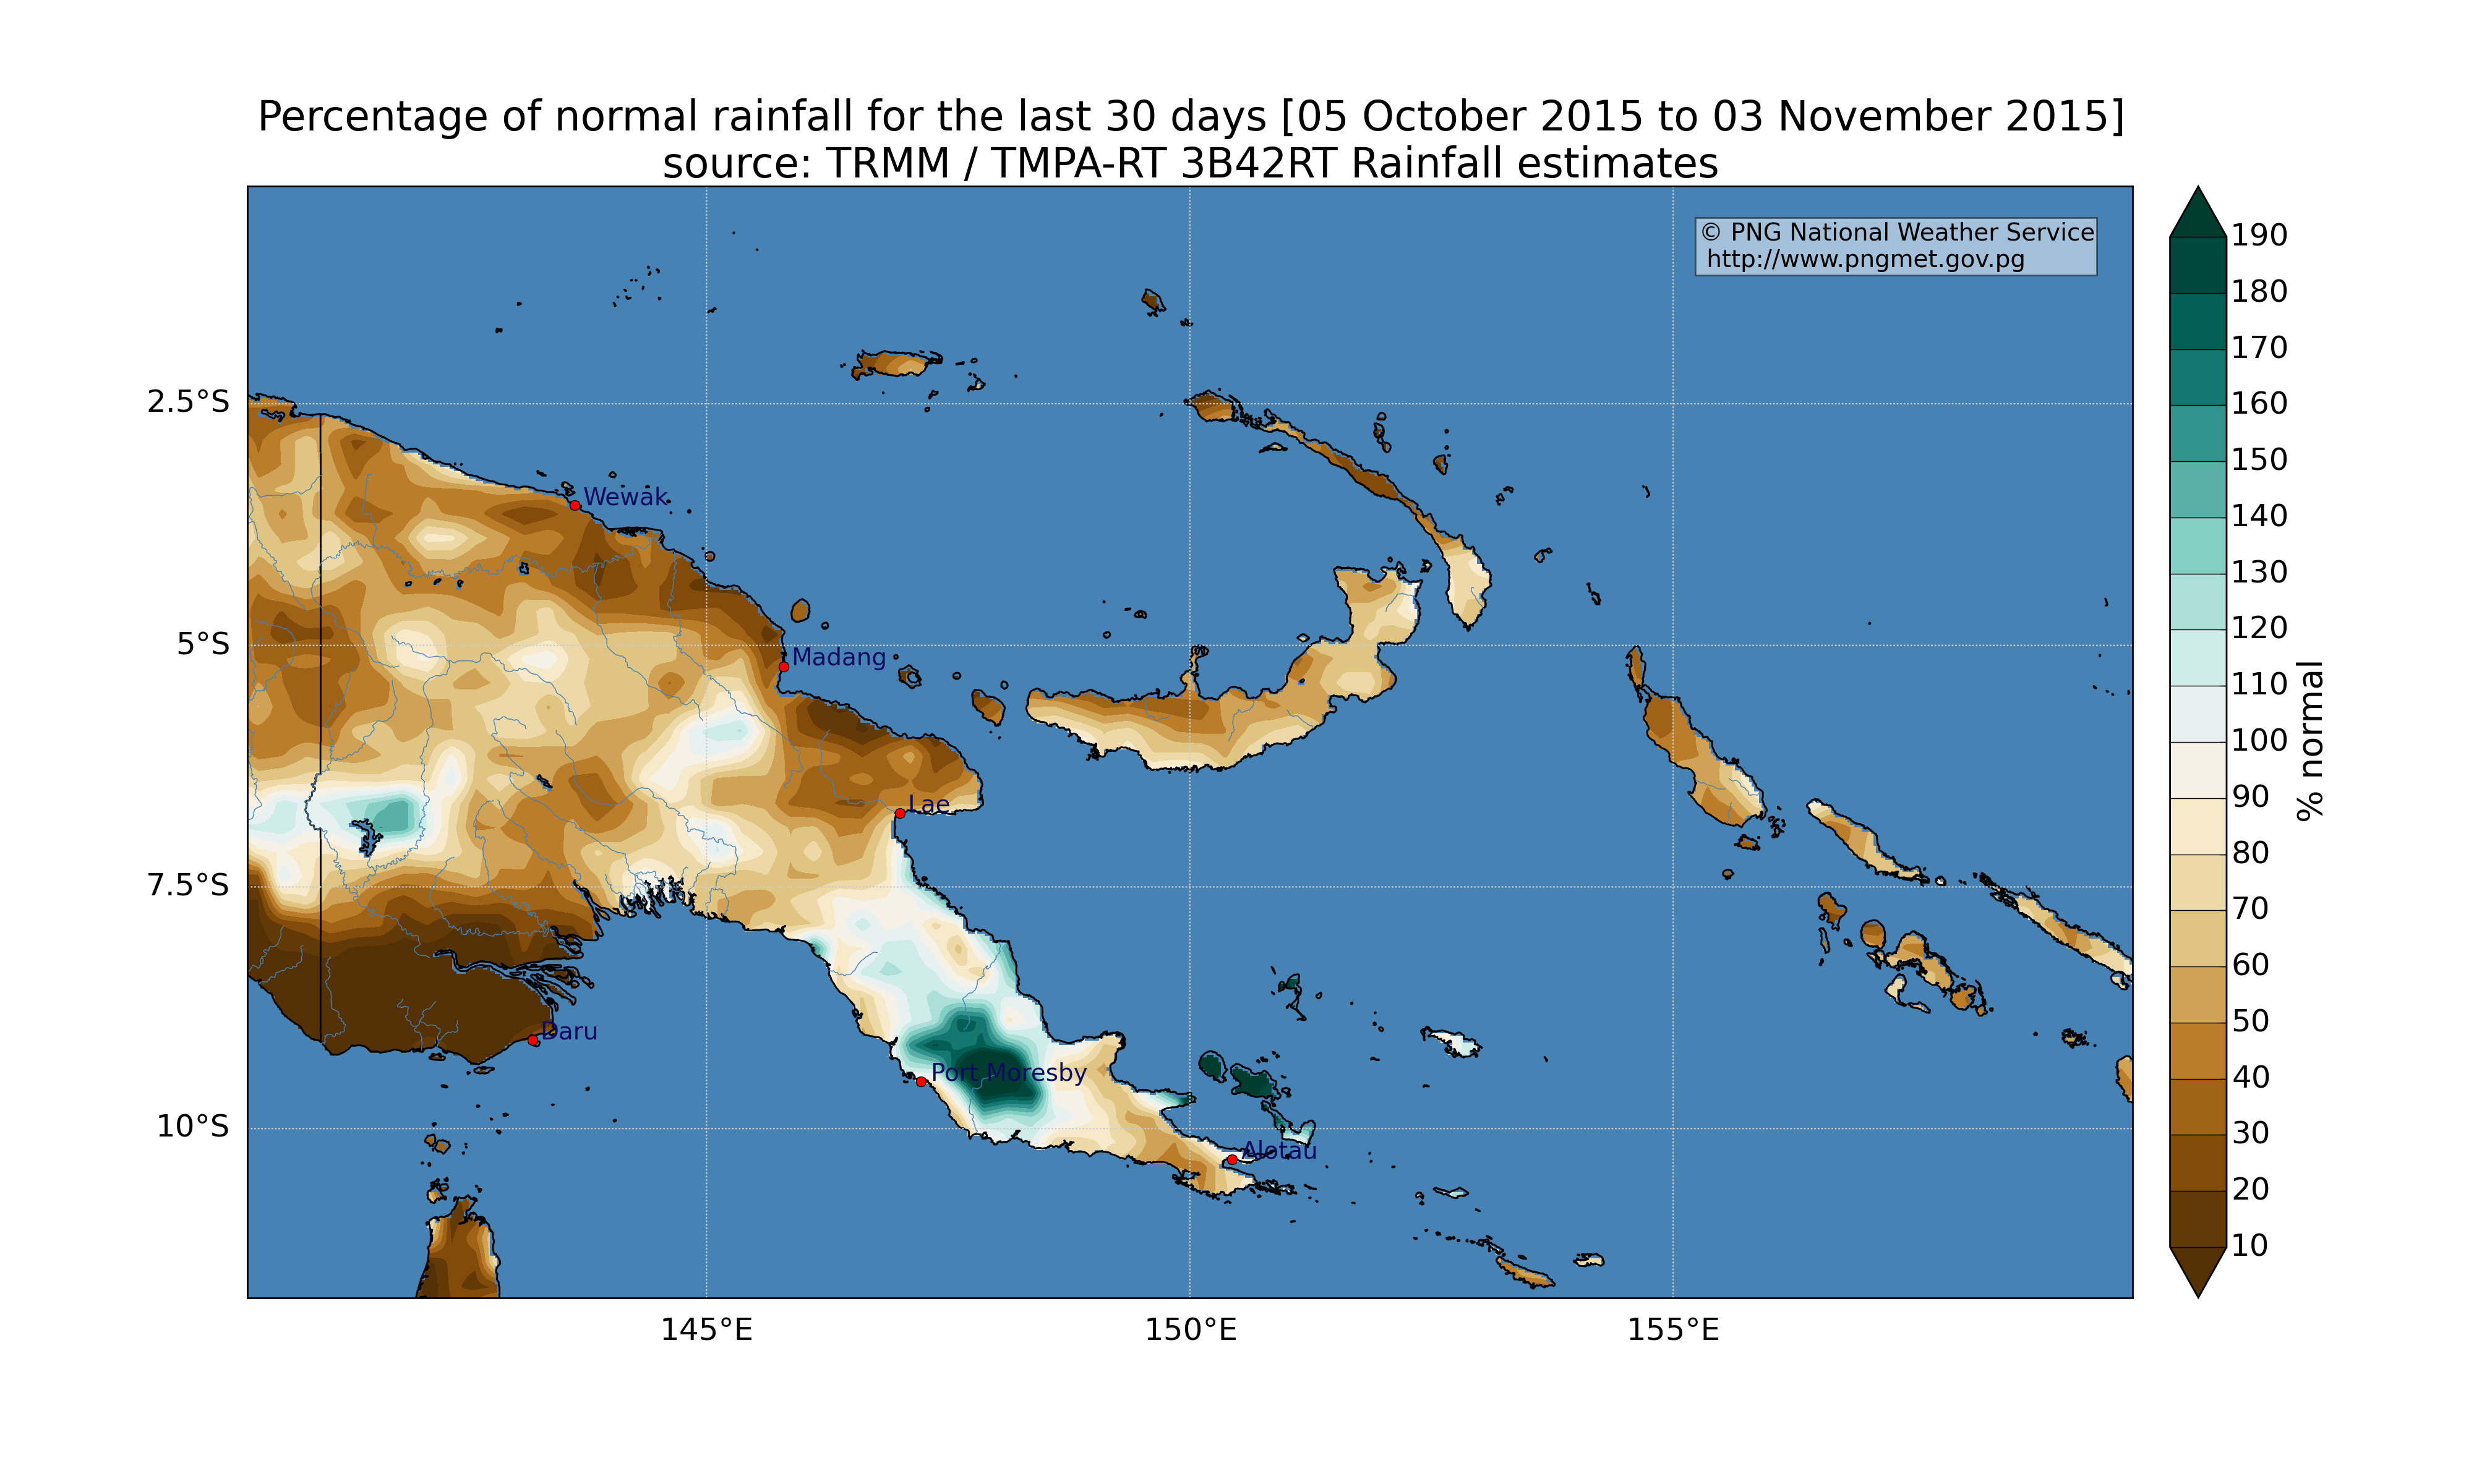 Percentage of normal rainfall for the last 30 days [05 October 2015 to 03 November 2015]
source: TRMM / TMPA-RT 3B42RT Rainfall estimates
© PNG National Weather Service
http://www.pngmet.gov.pg
2.5°S
5°S
7.5°S
10°S
Wewak
Madang
Lae
Daru
Port Moresby
Alotau
145°E
150°E
155°E
190
180
170
160
150
140
130
120
110
100
90
80
70
60
50
40
30
20
10
% normal